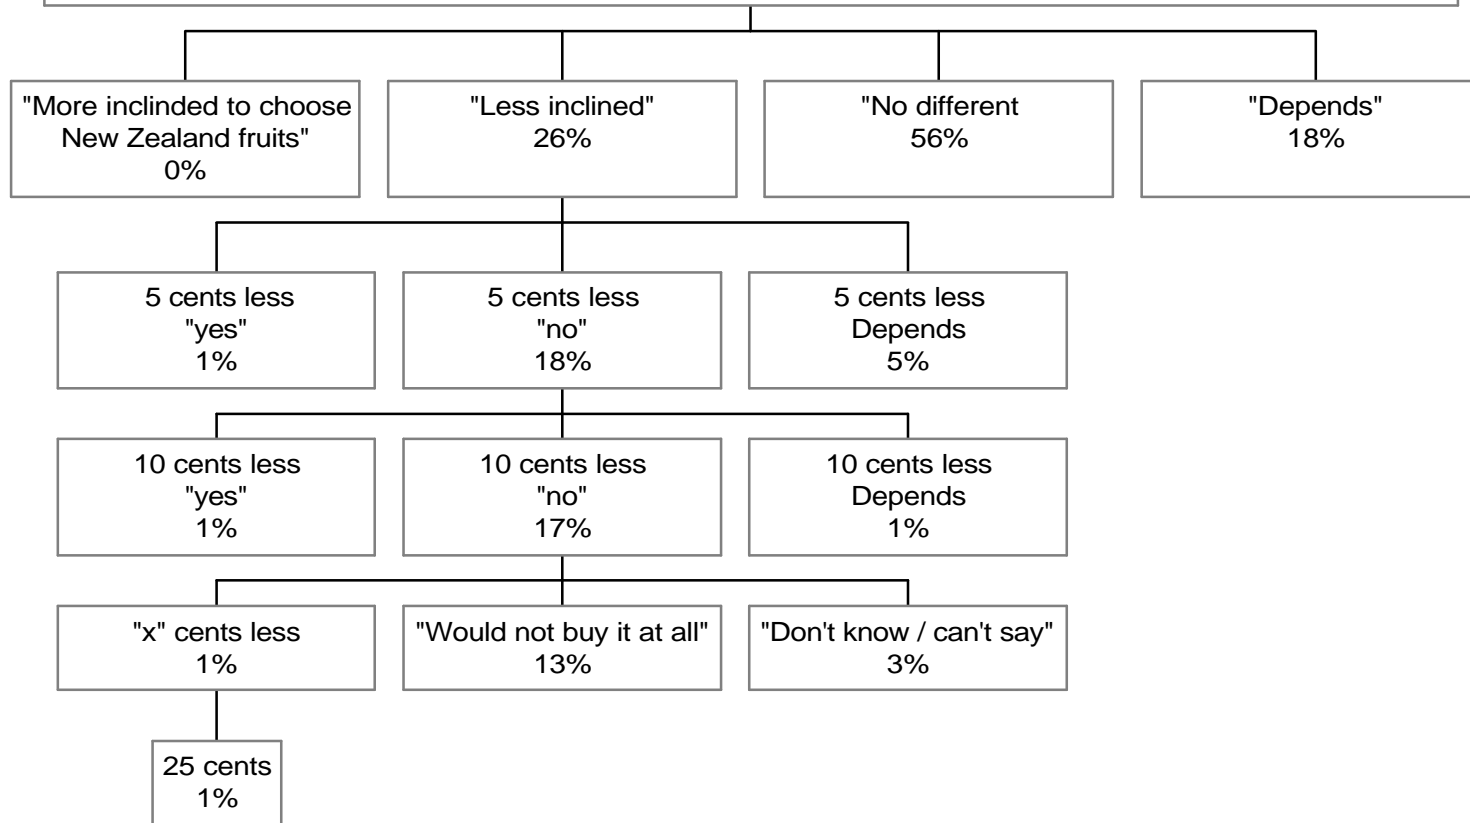 "More inclinded to choose
New Zealand fruits"
0%
"Less inclined"
26%
"No different
56%
"Depends"
18%
5 cents less
"yes"
1%
5 cents less
"no"
18%
5 cents less
Depends
5%
10 cents less
"yes"
1%
10 cents less
"no"
17%
10 cents less
Depends
1%
"x" cents less
1%
"Would not buy it at all"
13%
"Don't know / can't say"
3%
25 cents
1%